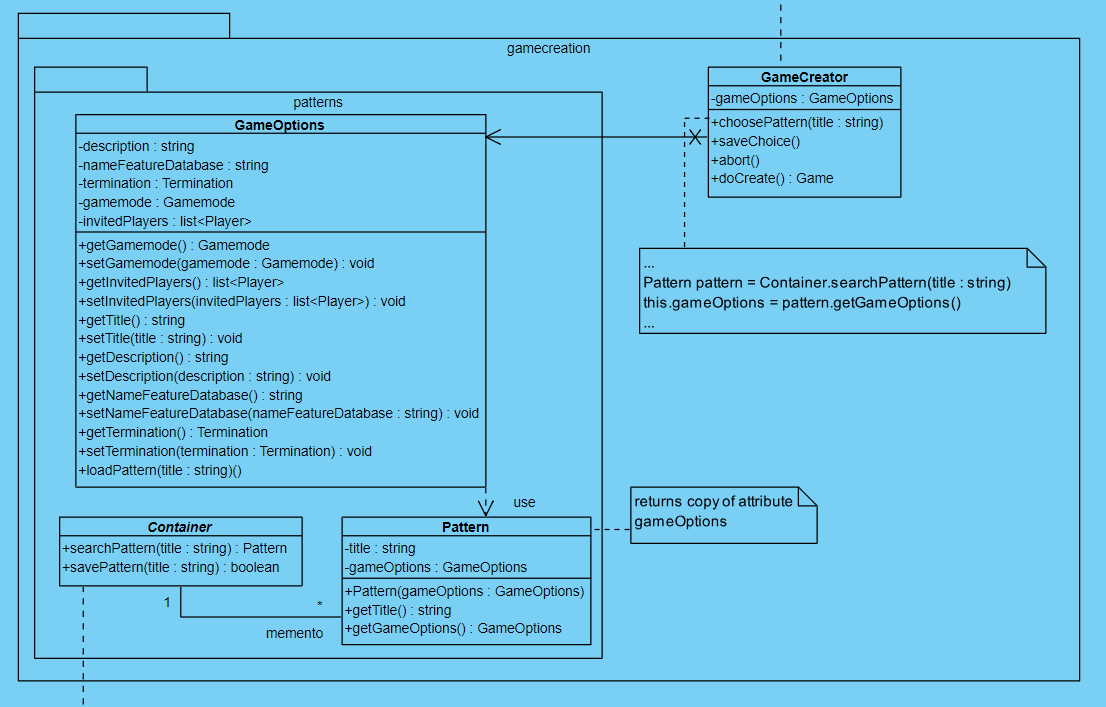 gamecreation
patterns
GameOptions
-description : string
-nameFeatureDatabase : string
-termination : Termination
-gamemode : Gamemode
-invitedPlayers : list<Player>
+getGamemode() : Gamemode
+setGamemode(gamemode : Gamemode) : void
+getInvitedPlayers() : list<Player>
+setInvitedPlayers(invitedPlayers : list<Player>) : void
+getTitle() : string
+setTitle(title : string) : void
+getDescription() : string
+setDescription(description : string) : void
+getNameFeatureDatabase() : string
+setNameFeatureDatabase(nameFeatureDatabase : string) : void
+getTermination() : Termination
+setTermination(termination : Termination) : void
+loadPattern(title : string)()
GameCreator
-gameOptions : GameOptions
+choosePattern(title : string)
+saveChoice()
+abort()
+doCreate() : Game
...
Pattern pattern = Container.searchPattern(title : string)
this.gameOptions = pattern.getGameOptions()
...
use
returns copy of attribute
gameOptions
Container
+searchPattern(title : string) : Pattern
+savePattern(title : string) : boolean
1
*
memento
Pattern
-title : string
-gameOptions : GameOptions
+Pattern(gameOptions : GameOptions)
+getTitle() : string
+getGameOptions() : GameOptions